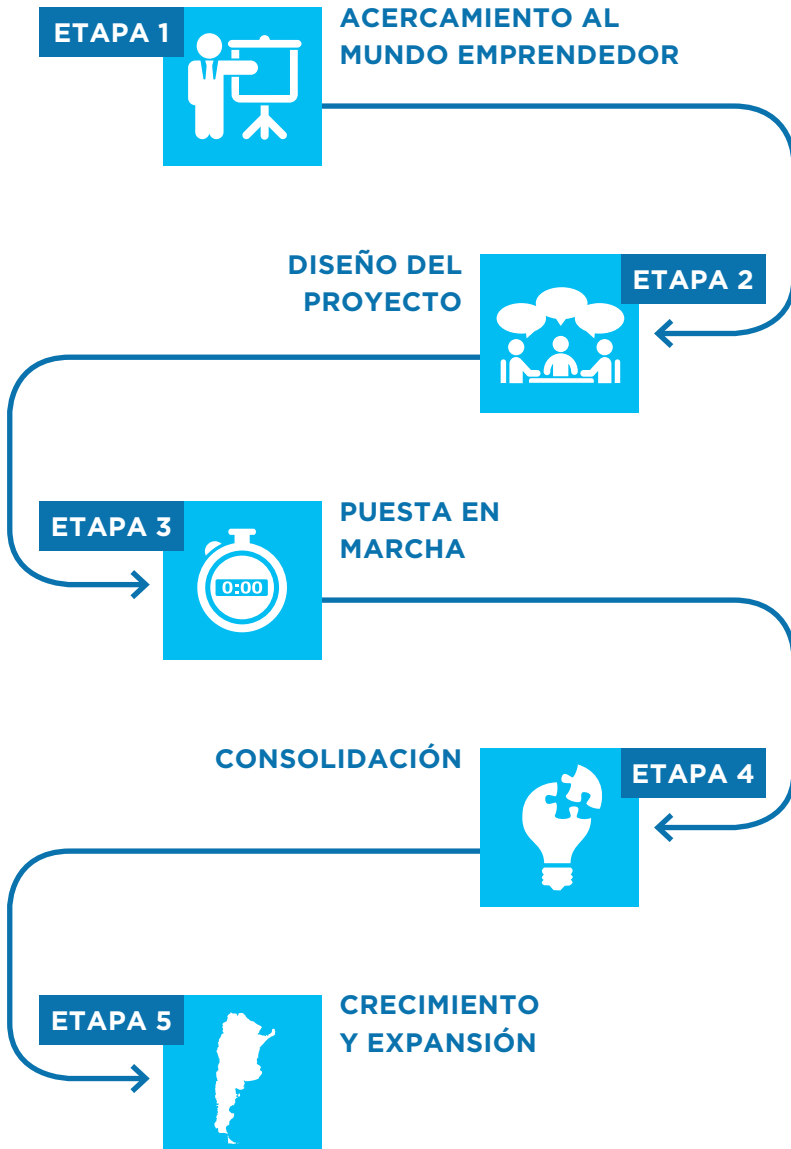 ETAPA 1
ACERCAMIENTO AL
MUNDO EMPRENDEDOR
DISEÑO DEL
PROYECTO
ETAPA 2
ETAPA 3
0:00
PUESTA EN
MARCHA
CONSOLIDACIÓN
ETAPA 4
ETAPA 5
CRECIMIENTO
Y EXPANSIÓN